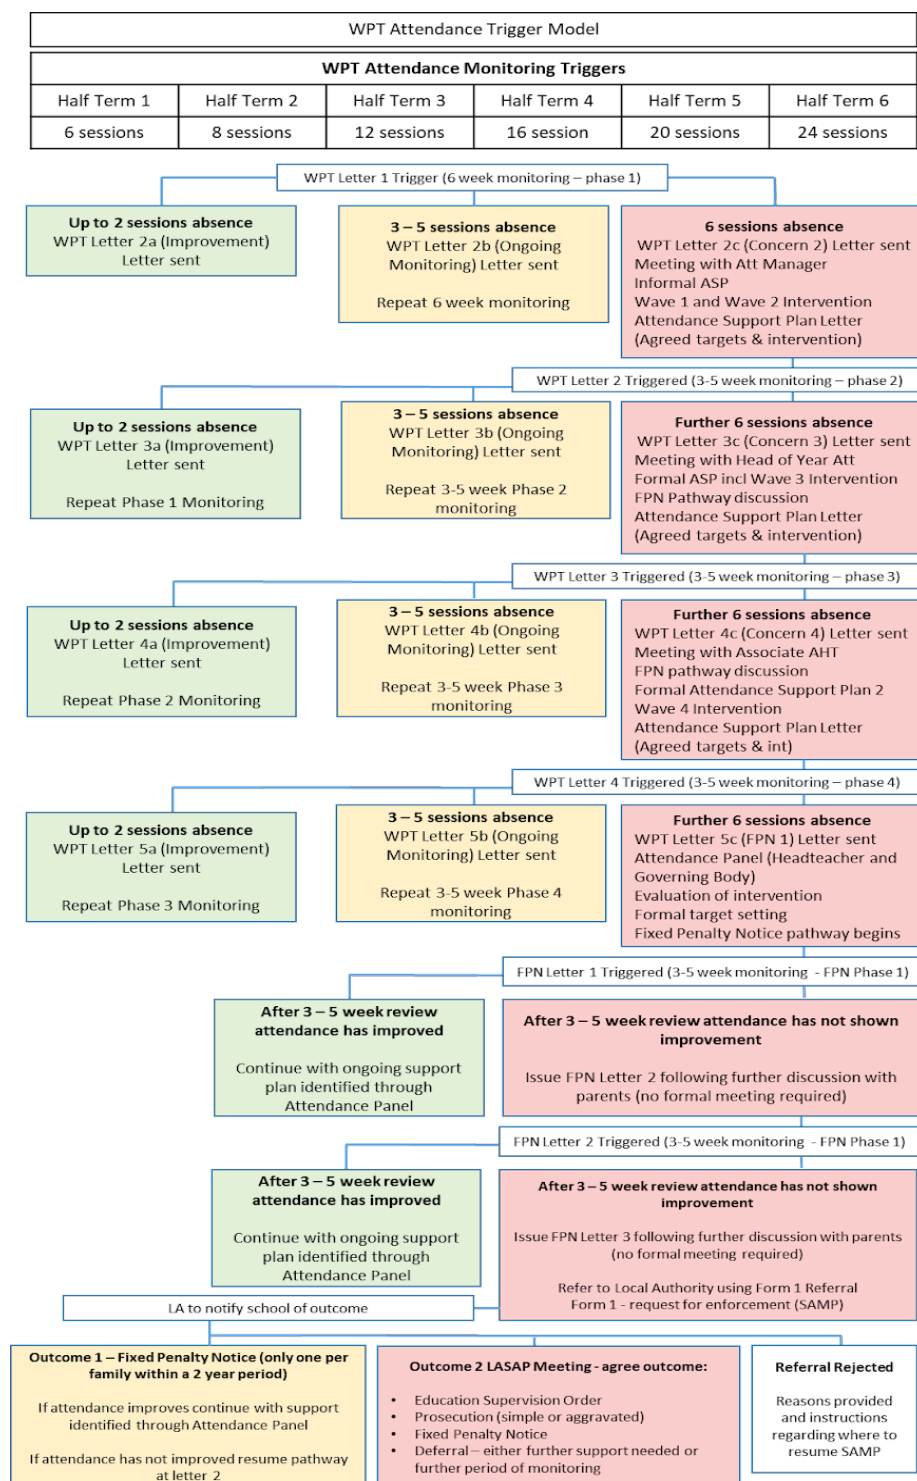 WPT Attendance Trigger Model
WPT Attendance Monitoring Triggers
Half Term 1
Half Term 2
Half Term 3
Half Term 4
Half Term 5
Half Term 6
6 sessions
8 sessions
12 sessions
16 session
20 sessions
24 sessions
WPT Letter 1 Trigger (6 week monitoring – phase 1)
Up to 2 sessions absence
WPT Letter 2a (Improvement)
Letter sent
3 – 5 sessions absence
WPT Letter 2b (Ongoing
Monitoring) Letter sent
Repeat 6 week monitoring
6 sessions absence
WPT Letter 2c (Concern 2) Letter sent
Meeting with Att Manager
Informal ASP
Wave 1 and Wave 2 Intervention
Attendance Support Plan Letter
(Agreed targets & intervention)
WPT Letter 2 Triggered (3-5 week monitoring – phase 2)
Up to 2 sessions absence
WPT Letter 3a (Improvement)
Letter sent
Repeat Phase 1 Monitoring
3 – 5 sessions absence
WPT Letter 3b (Ongoing
Monitoring) Letter sent
Repeat 3-5 week Phase 2
monitoring
Further 6 sessions absence
WPT Letter 3c (Concern 3) Letter sent
Meeting with Head of Year Att
Formal ASP incl Wave 3 Intervention
FPN Pathway discussion
Attendance Support Plan Letter
(Agreed targets & intervention)
WPT Letter 3 Triggered (3-5 week monitoring – phase 3)
Up to 2 sessions absence
WPT Letter 4a (Improvement)
Letter sent
Repeat Phase 2 Monitoring
3 – 5 sessions absence
WPT Letter 4b (Ongoing
Monitoring) Letter sent
Repeat 3-5 week Phase 3
monitoring
Further 6 sessions absence
WPT Letter 4c (Concern 4) Letter sent
Meeting with Associate AHT
FPN pathway discussion
Formal Attendance Support Plan 2
Wave 4 Intervention
Attendance Support Plan Letter
(Agreed targets & int)
WPT Letter 4 Triggered (3-5 week monitoring – phase 4)
Up to 2 sessions absence
WPT Letter 5a (Improvement)
Letter sent
Repeat Phase 3 Monitoring
3 – 5 sessions absence
WPT Letter 5b (Ongoing
Monitoring) Letter sent
Repeat 3-5 week Phase 4
monitoring
Further 6 sessions absence
WPT Letter 5c (FPN 1) Letter sent
Attendance Panel (Headteacher and
Governing Body)
Evaluation of intervention
Formal target setting
Fixed Penalty Notice pathway begins
FPN Letter 1 Triggered (3-5 week monitoring - FPN Phase 1)
After 3 – 5 week review
attendance has improved
Continue with ongoing support
plan identified through
Attendance Panel
After 3 – 5 week review attendance has not shown
improvement
Issue FPN Letter 2 following further discussion with
parents (no formal meeting required)
FPN Letter 2 Triggered (3-5 week monitoring - FPN Phase 1)
After 3 – 5 week review
attendance has improved
Continue with ongoing support
plan identified through
Attendance Panel
After 3 – 5 week review attendance has not shown
improvement
Issue FPN Letter 3 following further discussion with parents
(no formal meeting required)
Refer to Local Authority using Form 1 Referral
Form 1 - request for enforcement (SAMP)
LA to notify school of outcome
Outcome 1 – Fixed Penalty Notice (only one per
family within a 2 year period)
If attendance improves continue with support
identified through Attendance Panel
If attendance has not improved resume pathway
at letter 2
Outcome 2 LASAP Meeting - agree outcome:
• Education Supervision Order
• Prosecution (simple or aggravated)
• Fixed Penalty Notice
• Deferral – either further support needed or
further period of monitoring
Referral Rejected
Reasons provided
and instructions
regarding where to
resume SAMP